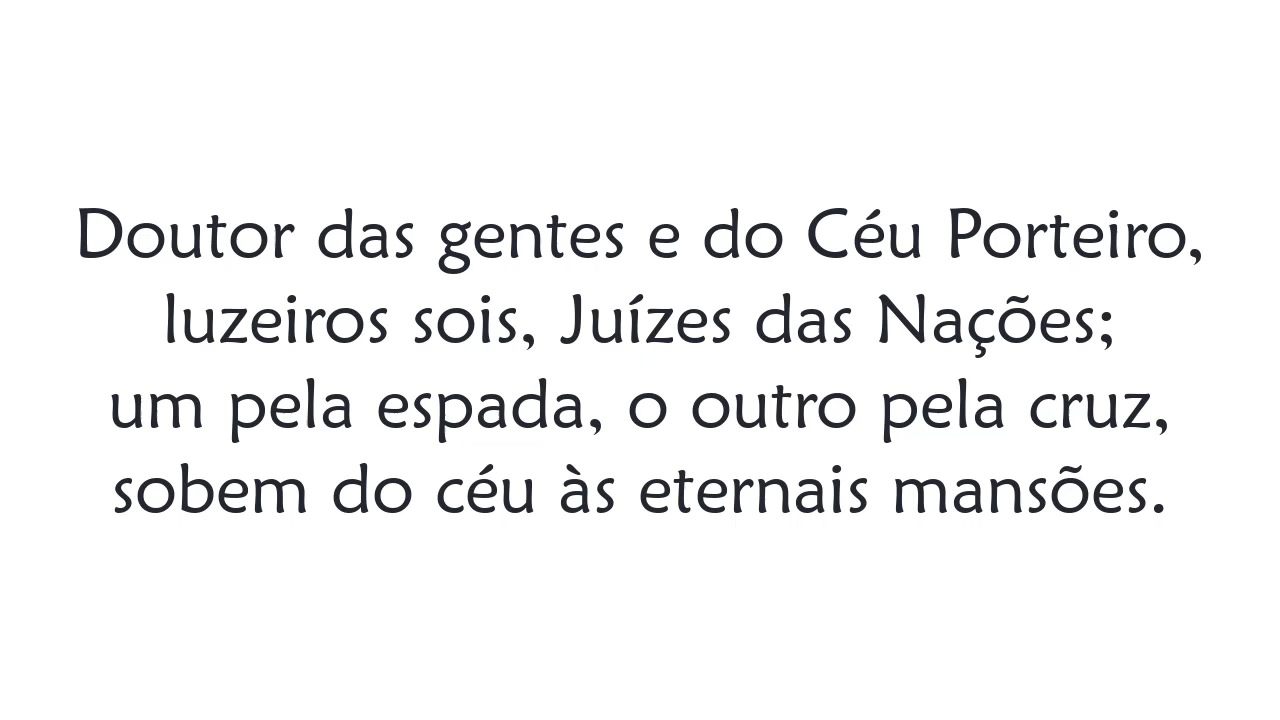 Doutor das gentes e do Céu Porteiro,
luzeiros sois, Juízes das Nações;
um pela espada, o outro pela cruz,
sobem do céu às eternais mansões.